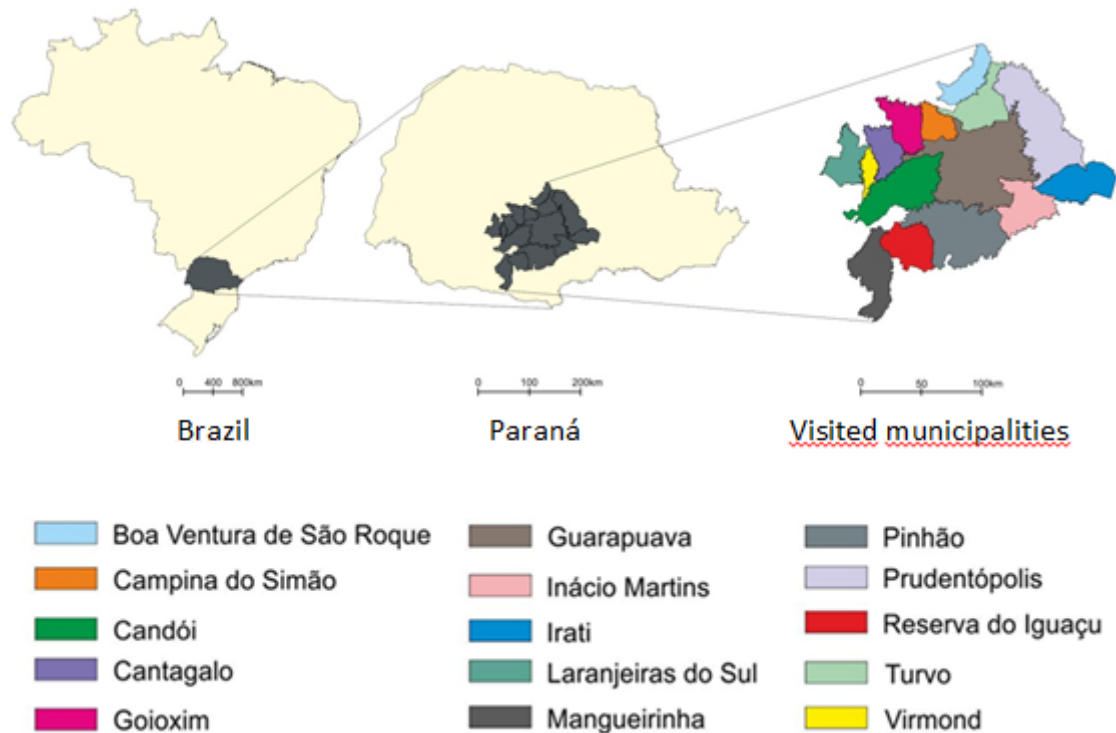 0 400 800km
0 100 200km
0 50 100km
Brazil
Paraná
Visited municipalities
Boa Ventura de São Roque
Campina do Simão
Candói
Cantagalo
Goioxim
Guarapuava
Inácio Martins
Irati
Laranjeiras do Sul
Mangueirinha
Pinhão
Prudentópolis
Reserva do Iguaçu
Turvo
Virmond